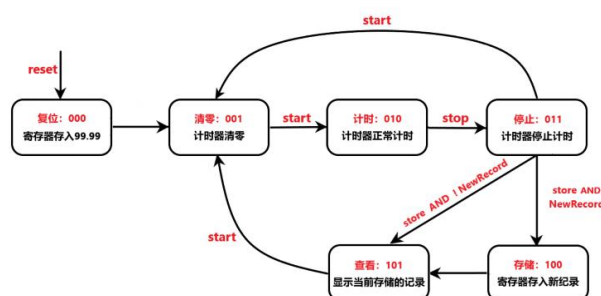 start
reset
复位：000
寄存器存入99.99
清零：001
计时器清零
start
计时：010
计时器正常计时
stop
停止：011
计时器停止计时
store AND ! NewRecord
store AND
NewRecord
start
查看：101
显示当前存储的记录
存储：100
寄存器存入新纪录